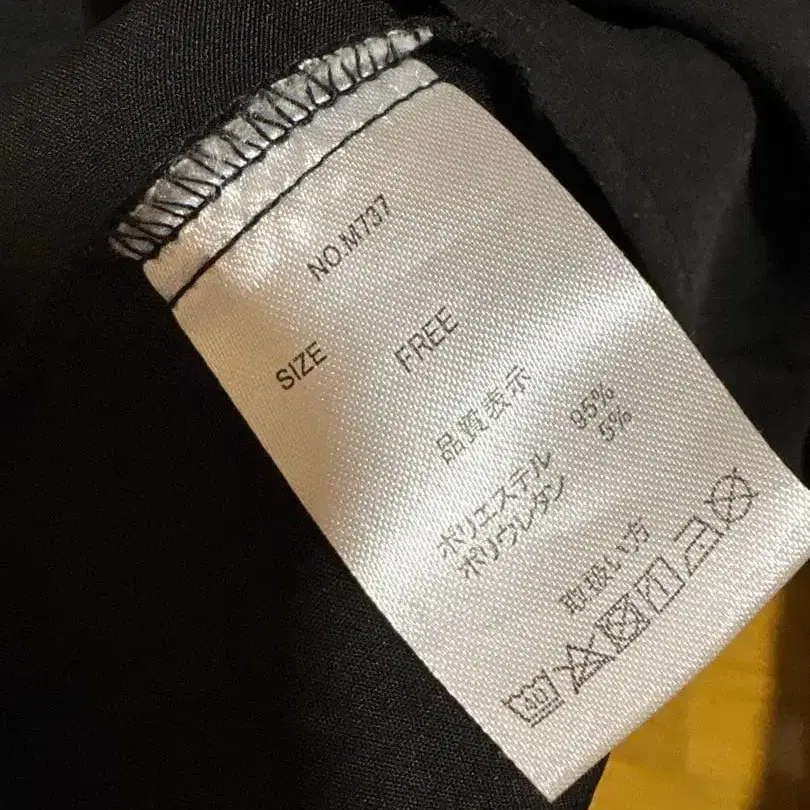 NO.M737
SIZE FREE
品質表示
ポリエステル 95%
ポリウレタン 5%
取扱い方
40